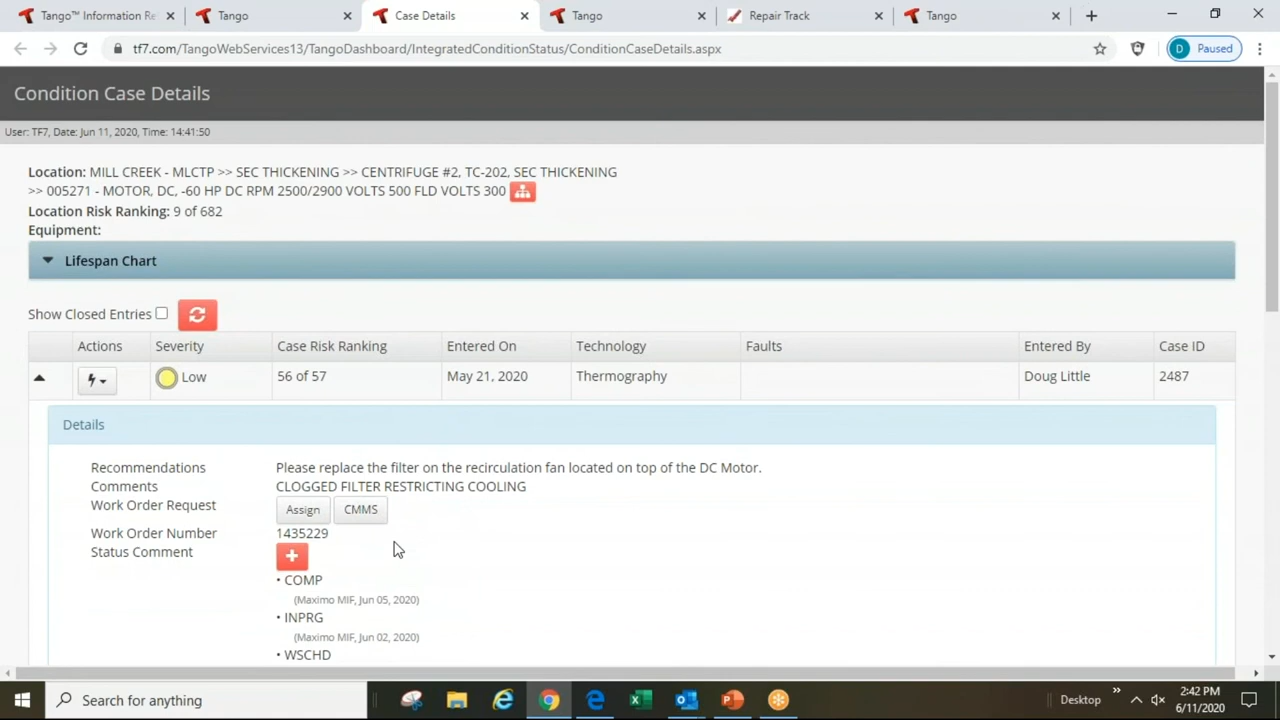 Tango™ Information Re
Tango
Case Details
Tango
Repair Track
Tango
tf7.com/TangoWebServices13/TangoDashboard/IntegratedConditionStatus/ConditionCaseDetails.aspx
D Paused
Condition Case Details
User: TF7, Date: Jun 11, 2020, Time: 14:41:50
Location: MILL CREEK - MLCTP >> SEC THICKENING >> CENTRIFUGE #2, TC-202, SEC THICKENING
>> 005271 - MOTOR, DC, -60 HP DC RPM 2500/2900 VOLTS 500 FLD VOLTS 300
Location Risk Ranking: 9 of 682
Equipment:
Lifespan Chart
Show Closed Entries
Actions Severity Case Risk Ranking Entered On Technology Faults Entered By Case ID
Low 56 of 57 May 21, 2020 Thermography Doug Little 2487
Details
Recommendations Please replace the filter on the recirculation fan located on top of the DC Motor.
Comments CLOGGED FILTER RESTRICTING COOLING
Work Order Request Assign CMMS
Work Order Number 1435229
Status Comment +
• COMP
(Maximo MIF, Jun 05, 2020)
• INPRG
(Maximo MIF, Jun 02, 2020)
• WSCHD
Search for anything
Desktop
2:42 PM
6/11/2020